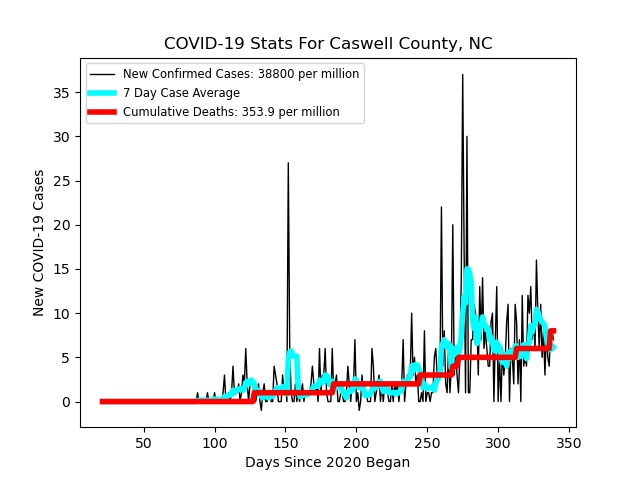 COVID-19 Stats For Caswell County, NC
New Confirmed Cases: 38800 per million
7 Day Case Average
Cumulative Deaths: 353.9 per million
New COVID-19 Cases
35
30
25
20
15
10
5
0
50
100
150
200
250
300
350
Days Since 2020 Began